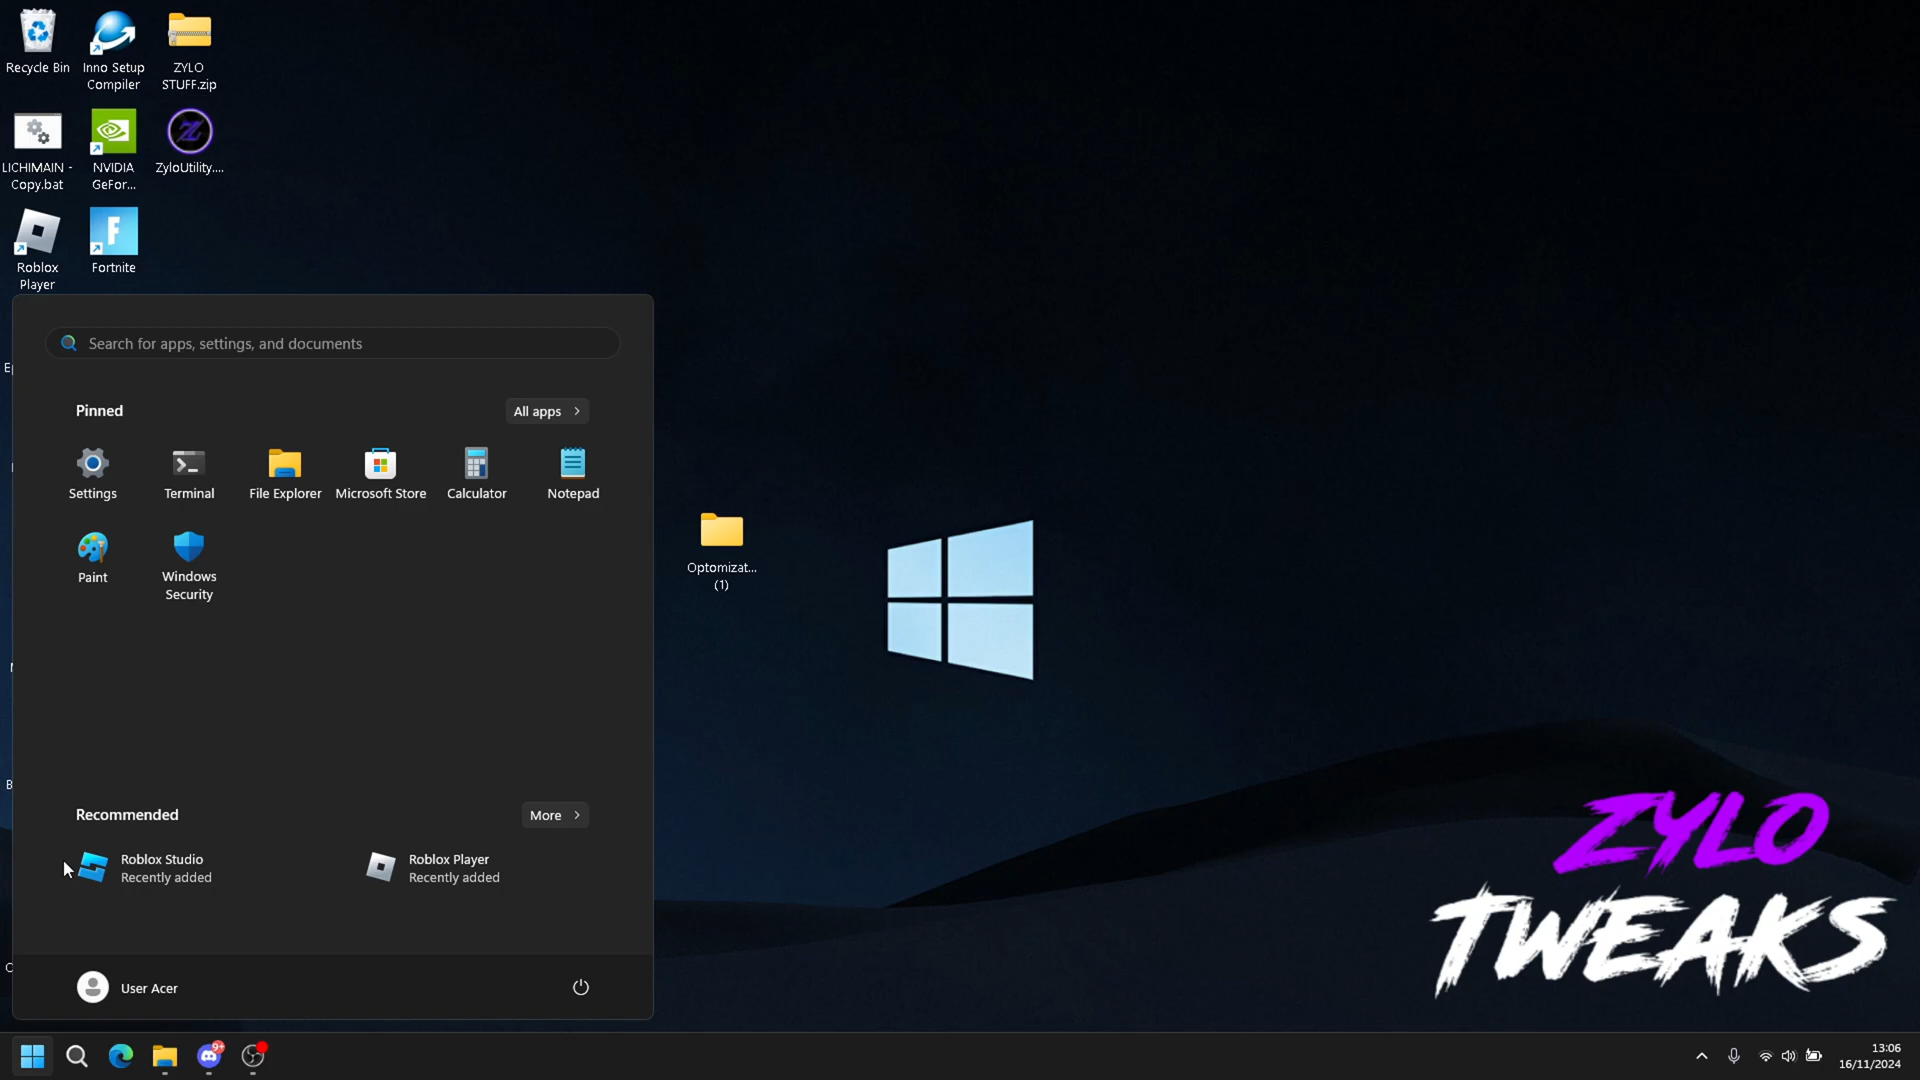 Recycle Bin
Inno Setup
Compiler
ZYLO
STUFF.zip
LICHIMAIN -
Copy.bat
NVIDIA
GeFor...
ZyloUtility....
Roblox
Player
Fortnite
Search for apps, settings, and documents
Pinned
All apps
Settings
Terminal
File Explorer
Microsoft Store
Calculator
Notepad
Paint
Windows
Security
Optomizat...
(1)
Recommended
More
Roblox Studio
Recently added
Roblox Player
Recently added
User Acer
ZYLO
TWEAKS
9+
13:06
16/11/2024